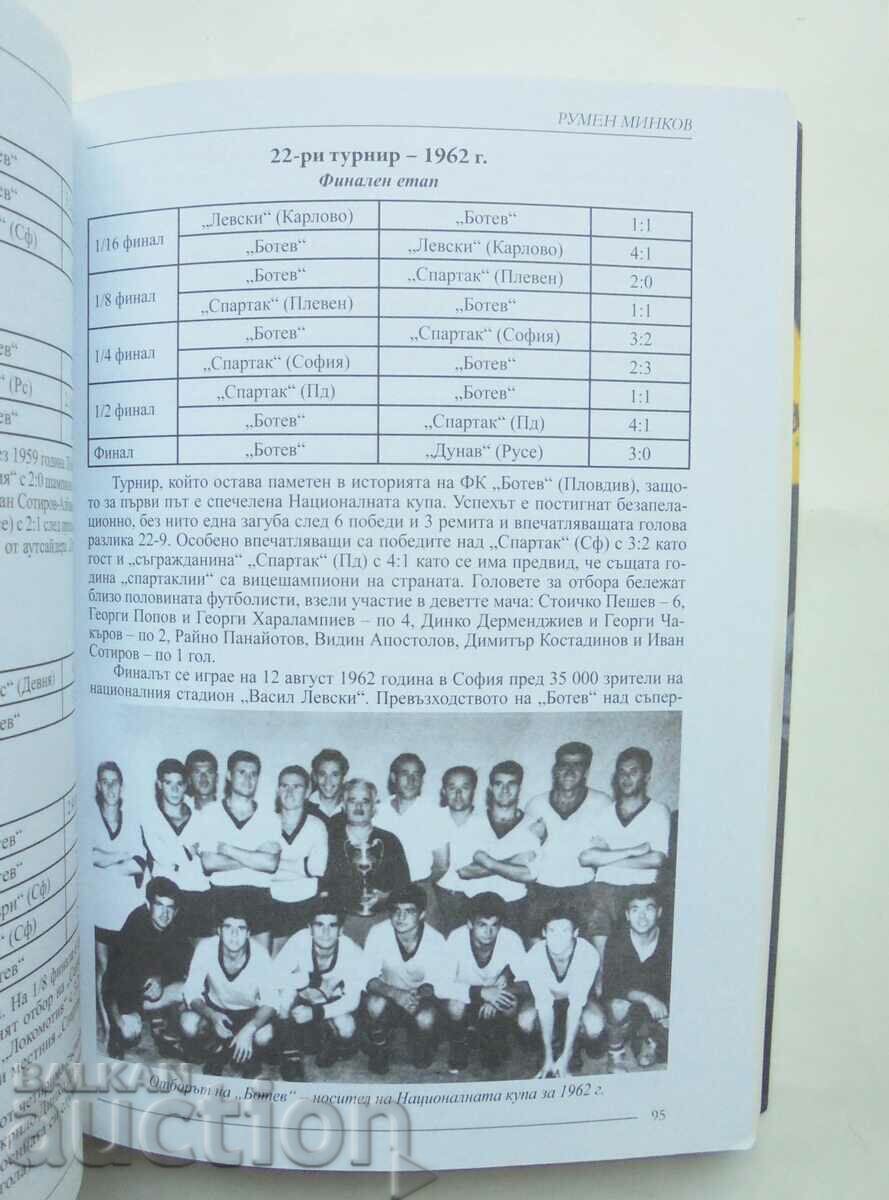 РУМЕН МИНКОВ
22-ри турнир – 1962 г.
Финален етап
1/16 финал „Левски“ (Карлово) „Ботев“ 1:1
„Ботев“ „Левски (Карлово) 4:1
1/8 финал „Ботев“ „Спартак“ (Плевен) 2:0
„Спартак“ (Плевен) „Ботев“ 1:1
1/4 финал „Ботев“ „Спартак“ (София) 3:2
„Спартак“ (София) „Ботев“ 2:3
1/2 финал „Спартак“ (Пд) „Ботев“ 1:1
„Ботев“ „Спартак“ (Пд) 4:1
Финал „Ботев“ „Дунав“ (Русе) 3:0
Турнир, който остава паметен в историята на ФК „Ботев“ (Пловдив), защо-
то за първи път е спечелена Националната купа. Успехът е постигнат безапела-
ционно, без нито една загуба след 6 победи и 3 ремита и впечатляващата голова
разлика 22-9. Особено впечатляващи са победите над „Спартак“ (Сф) с 3:2 като
гост и „съгражданина“ „Спартак“ (Пд) с 4:1 като се има предвид, че същата го-
дина „спартаклии“ са вицешампиони на страната. Головете за отбора бележат
близо половината футболисти, взели участие в деветте мача: Стоичко Пешев – 6,
Георги Попов и Георги Харалампиев – по 4, Динко Дерменджиев и Георги Ча-
къров – по 2, Райно Панайотов, Видин Апостолов, Димитър Костадинов и Иван
Сотиров – по 1 гол.
Финалът се играе на 12 август 1962 година в София пред 35 000 зрители на
националния стадион „Васил Левски“. Превъзходството на „Ботев“ над съпер-
Отборът на „Ботев“ – носител на Националната купа за 1962 г.
95
BALKAN
AUCTION